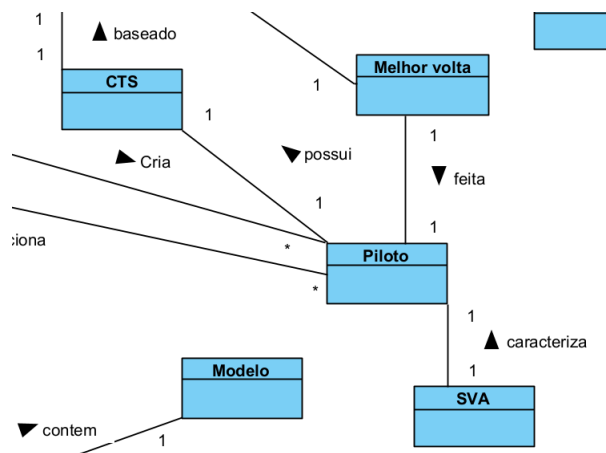 1
baseado
1
CTS
Melhor volta
1
1
1
Cria
possui
feita
1
1
ciona
*
Piloto
*
1
caracteriza
Modelo
1
SVA
contem
1